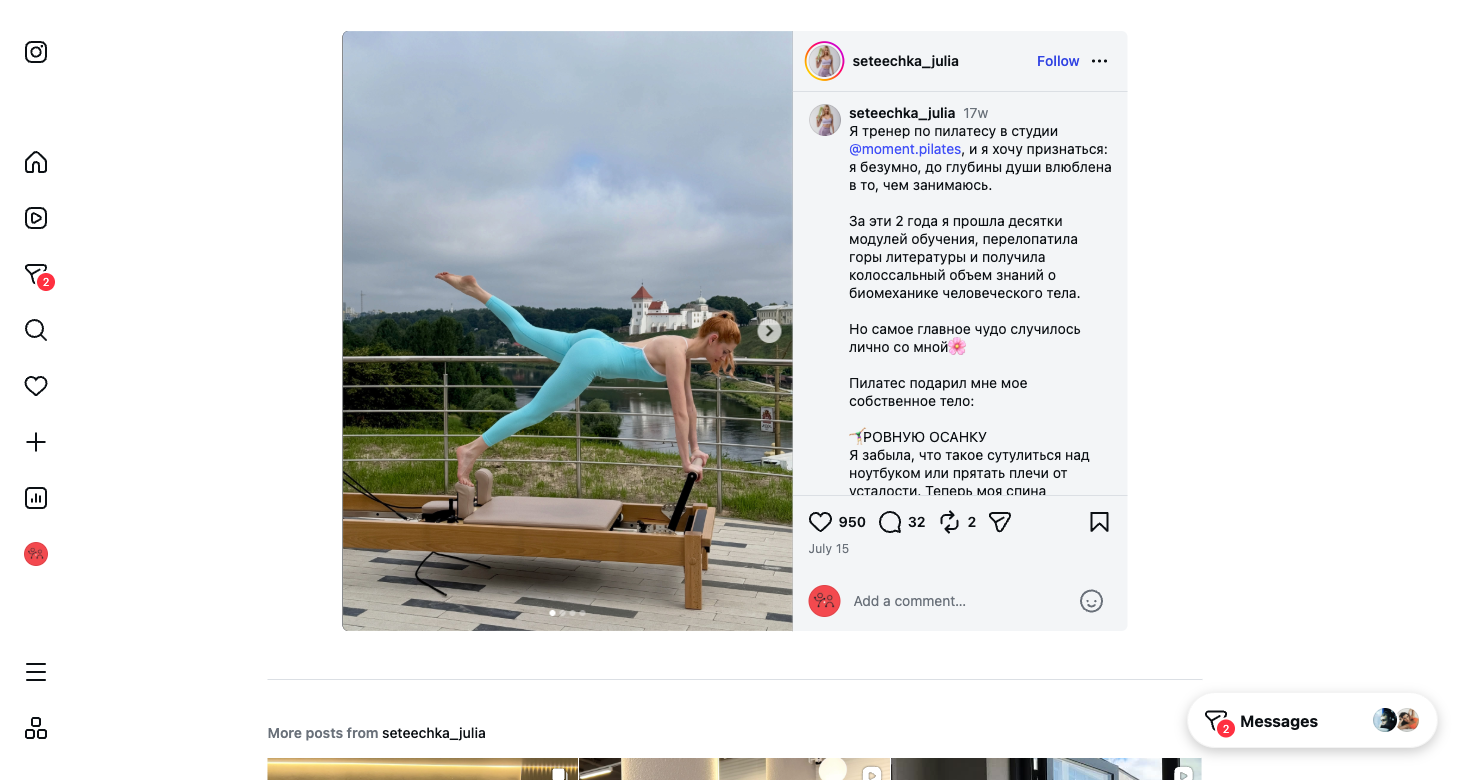 seteechka_julia
Follow
seteechka_julia 17w
Я тренер по пилатесу в студии
@moment.pilates, и я хочу признаться:
я безумно, до глубины души влюблена
в то, чем занимаюсь.
За эти 2 года я прошла десятки
модулей обучения, перелопатила
горы литературы и получила
колоссальный объем знаний о
биомеханике человеческого тела.
Но самое главное чудо случилось
лично со мной🌸
Пилатес подарил мне мое
собственное тело:
🤸РОВНУЮ ОСАНКУ
Я забыла, что такое сутулиться над
ноутбуком или прятать плечи от
усталости. Теперь моя спина
950
32
2
July 15
Add a comment…
2
More posts from seteechka_julia
2
Messages